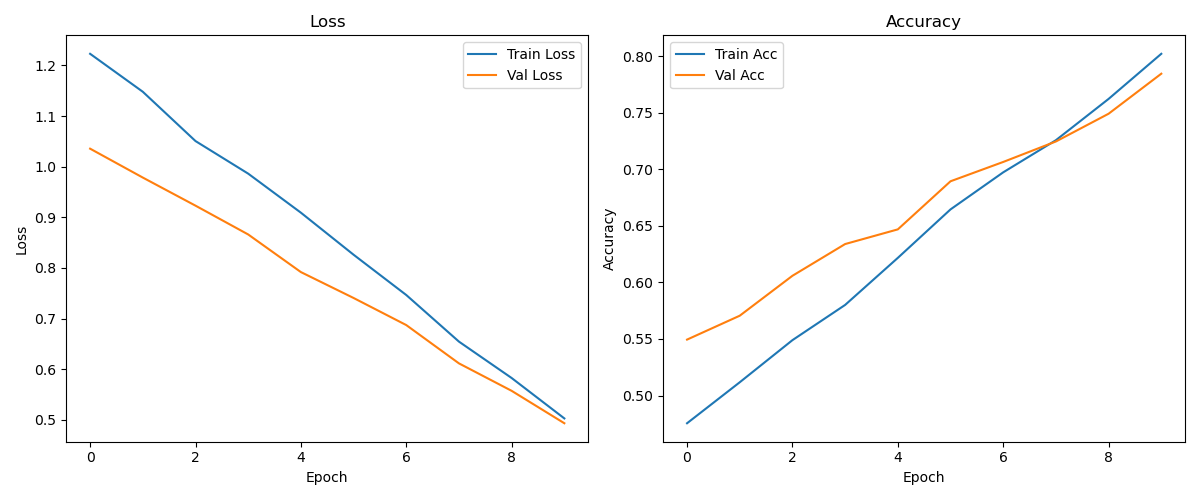 Loss
Train Loss
Val Loss
1.2
1.1
1.0
0.9
0.8
0.7
0.6
0.5
Loss
0 2 4 6 8
Epoch
Accuracy
Train Acc
Val Acc
0.80
0.75
0.70
0.65
0.60
0.55
0.50
Accuracy
0 2 4 6 8
Epoch